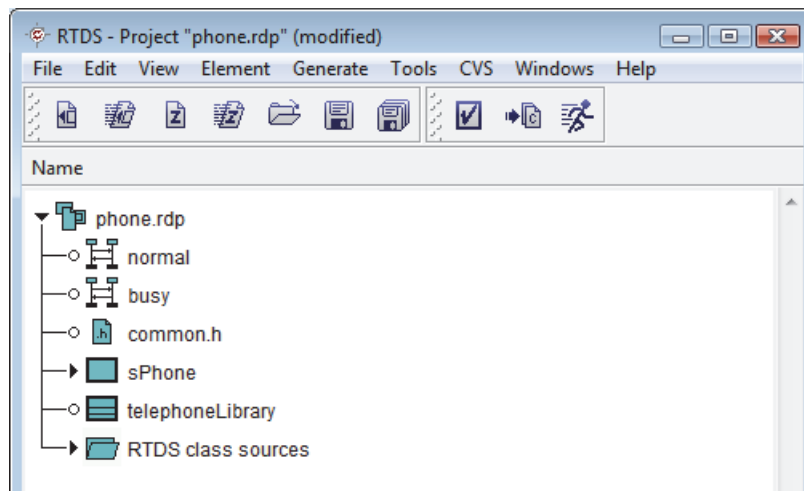 RTDS - Project "phone.rdp" (modified)
File Edit View Element Generate Tools CVS Windows Help
Name
phone.rdp
normal
busy
.h common.h
sPhone
telephoneLibrary
RTDS class sources